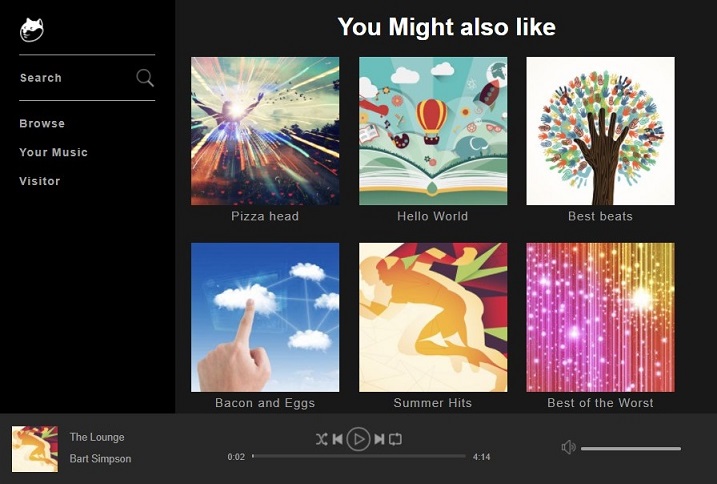 Search
Browse
Your Music
Visitor
You Might also like
Pizza head
Hello World
Best beats
Bacon and Eggs
Summer Hits
Best of the Worst
The Lounge
Bart Simpson
0:02
4:14